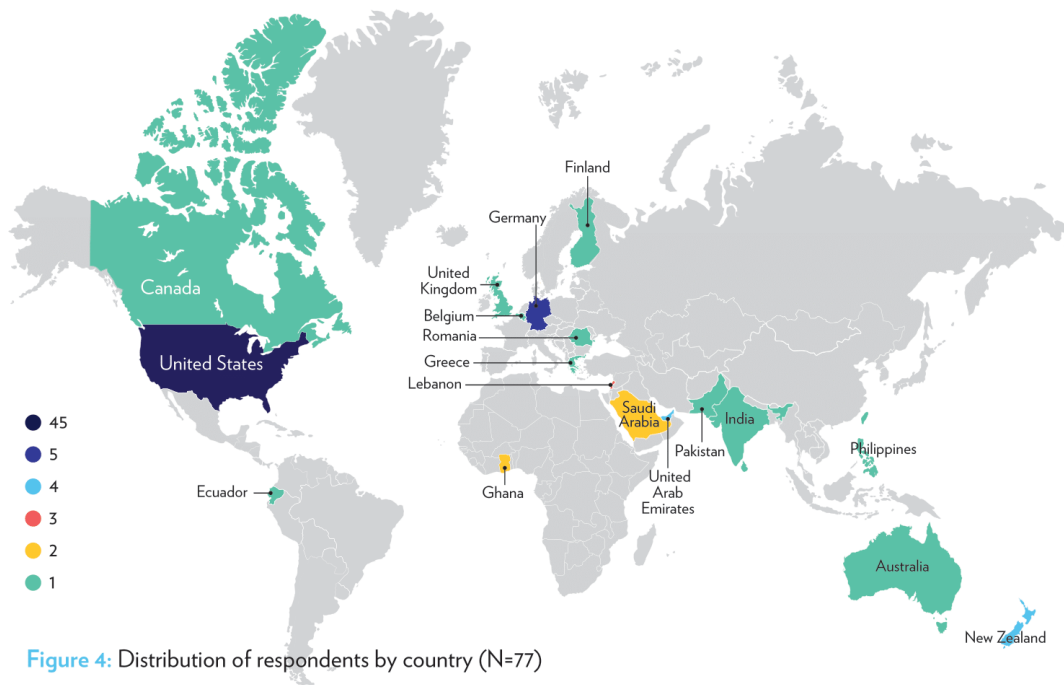 Finland
Germany
United
Kingdom
Canada
Belgium
Romania
United States
Greece
Lebanon
Saudi
Arabia
India
Pakistan
Philippines
United
Arab
Emirates
Ghana
Ecuador
Australia
New Zealand
45
5
4
3
2
1
Figure 4: Distribution of respondents by country (N=77)